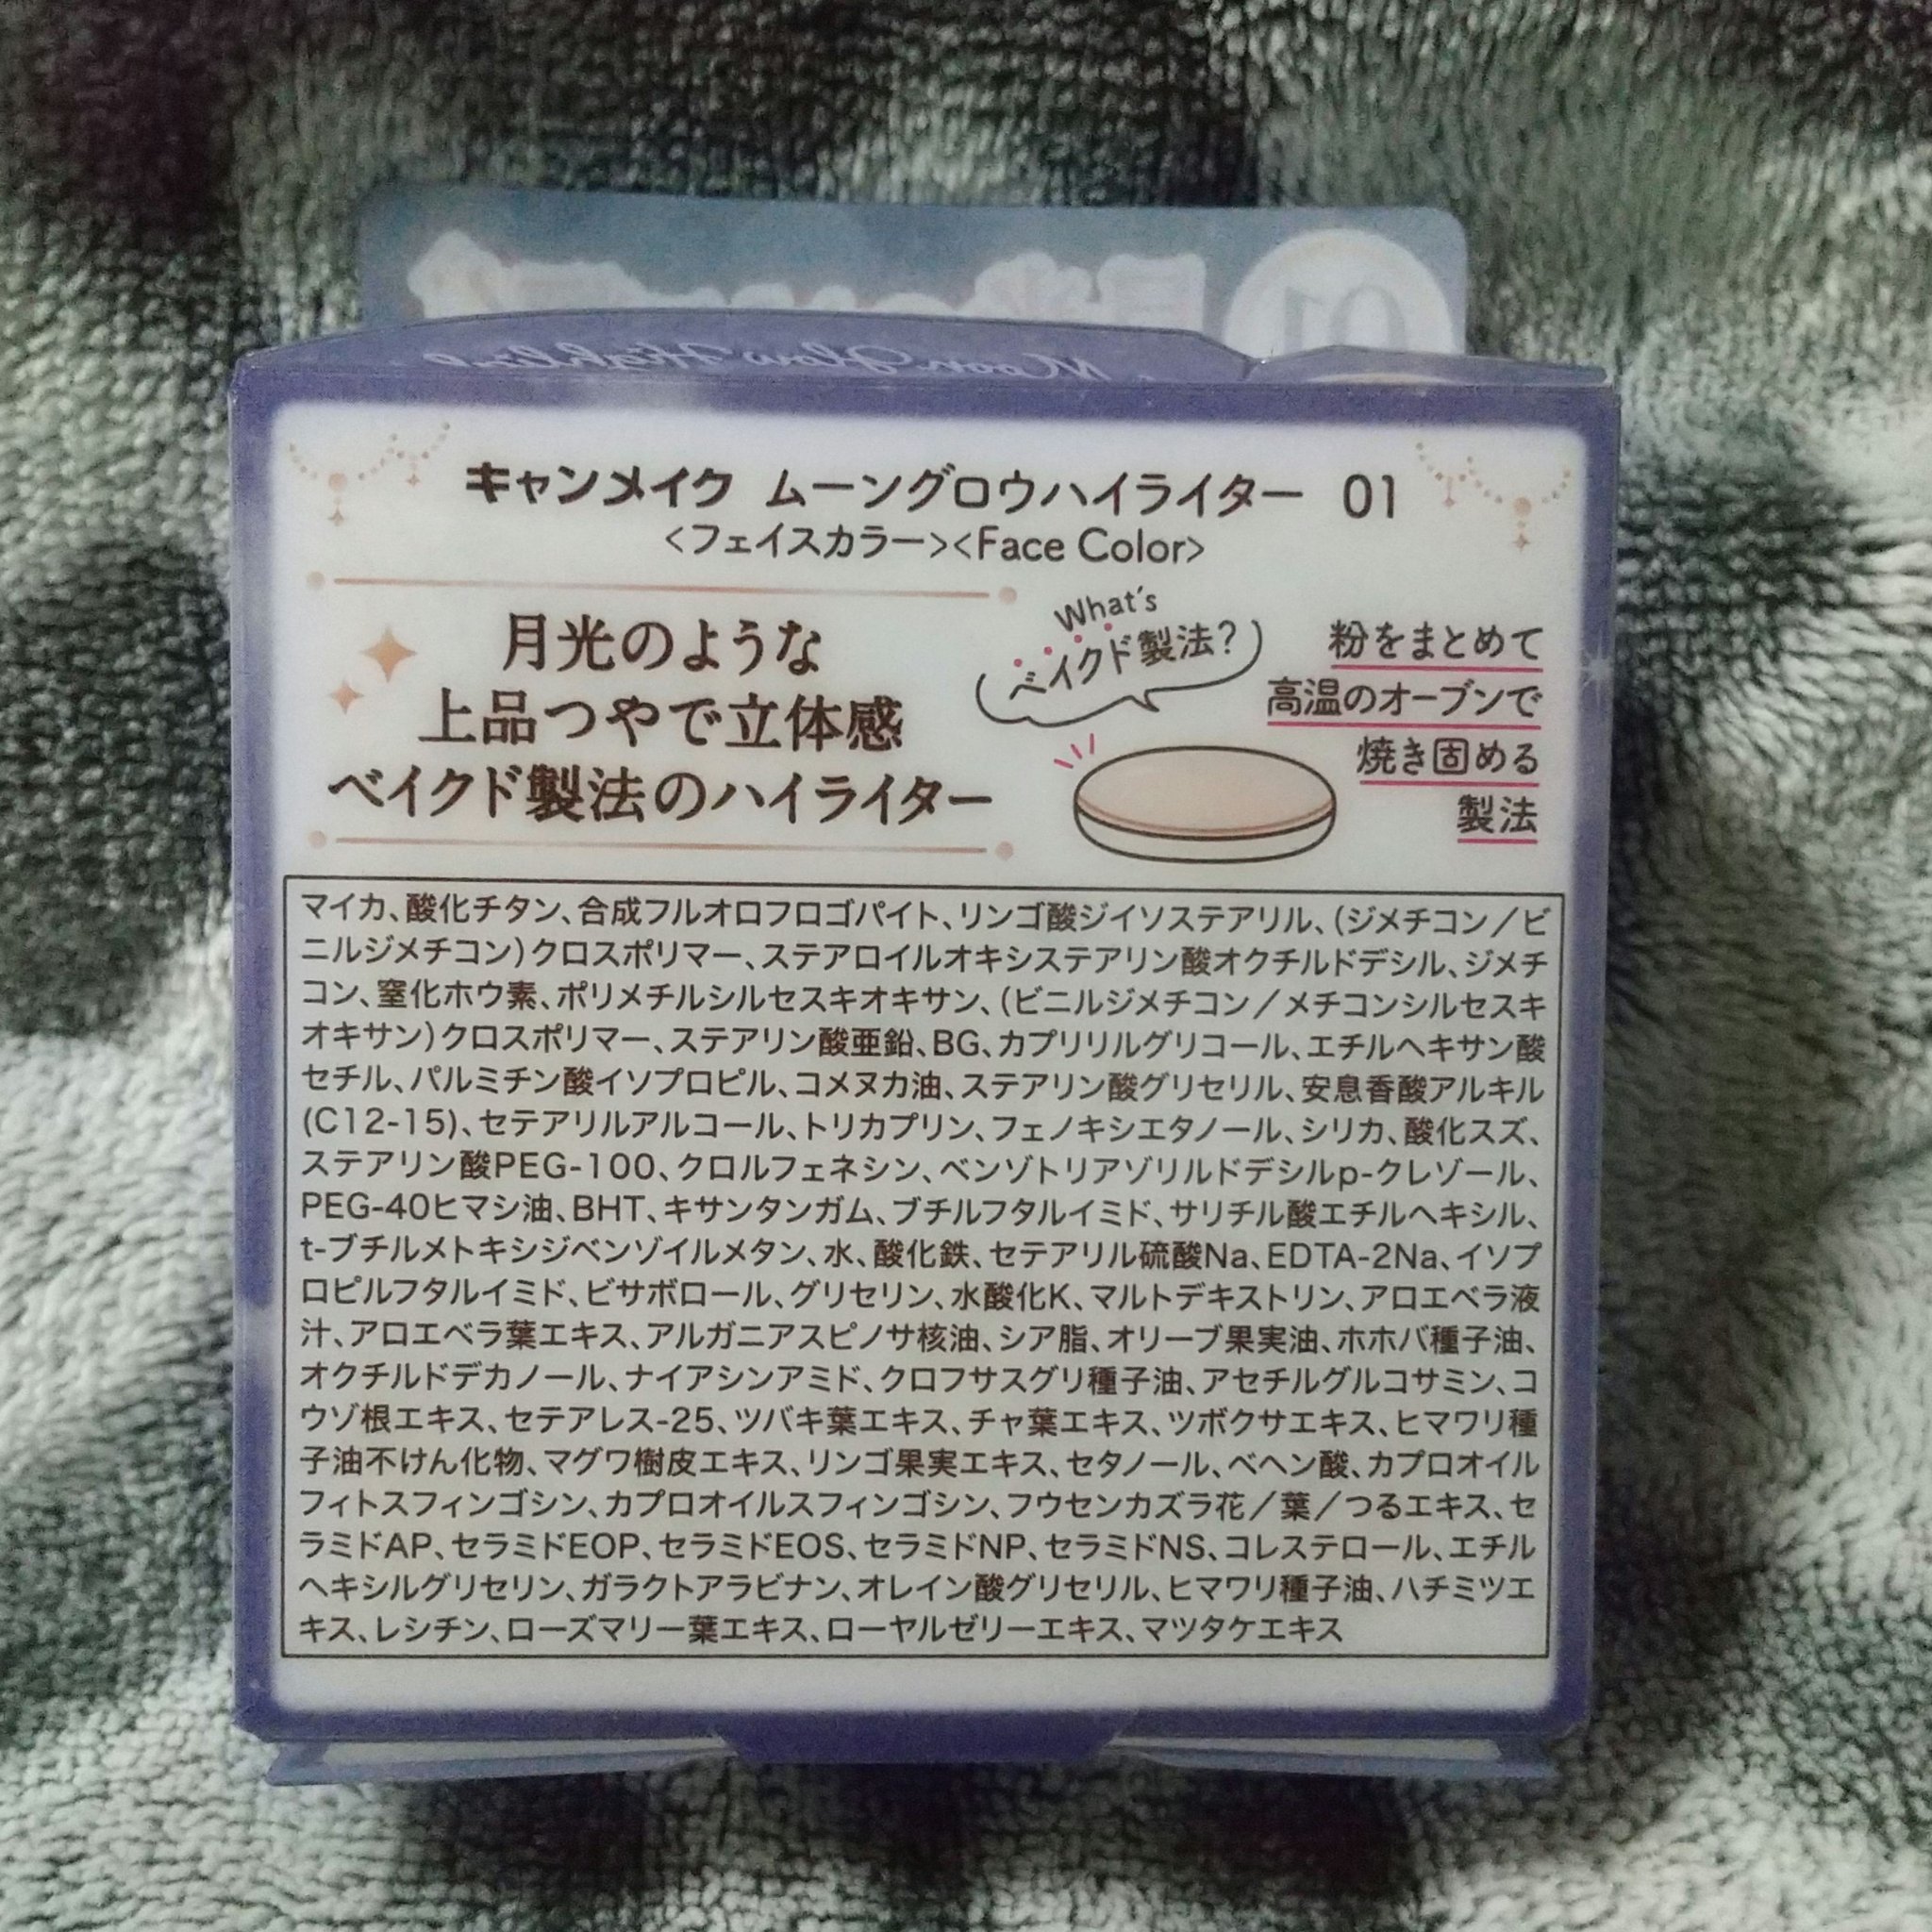 01
Moon Glow Highlighter
キャンメイク ムーングロウハイライター 01
<フェイスカラー><Face Color>
月光のような
上品つやで立体感
ベイクド製法のハイライター
What's
ベイクド製法?
粉をまとめて
高温のオーブンで
焼き固める
製法
マイカ、酸化チタン、合成フルオロフロゴパイト、リンゴ酸ジイソステアリル、(ジメチコン/ビ
ニルジメチコン)クロスポリマー、ステアロイルオキシステアリン酸オクチルドデシル、ジメチ
コン、窒化ホウ素、ポリメチルシルセスキオキサン、(ビニルジメチコン/メチコンシルセスキ
オキサン)クロスポリマー、ステアリン酸亜鉛、BG、カプリリルグリコール、エチルヘキサン酸
セチル、パルミチン酸イソプロピル、コメヌカ油、ステアリン酸グリセリル、安息香酸アルキル
(C12-15)、セテアリルアルコール、トリカプリン、フェノキシエタノール、シリカ、酸化スズ、
ステアリン酸PEG-100、クロルフェネシン、ベンゾトリアゾリルドデシルp-クレゾール、
PEG-40ヒマシ油、BHT、キサンタンガム、ブチルフタルイミド、サリチル酸エチルヘキシル、
t-ブチルメトキシジベンゾイルメタン、水、酸化鉄、セテアリル硫酸Na、EDTA-2Na、イソプ
ロピルフタルイミド、ビサボロール、グリセリン、水酸化K、マルトデキストリン、アロエベラ液
汁、アロエベラ葉エキス、アルガニアスピノサ核油、シア脂、オリーブ果実油、ホホバ種子油、
オクチルドデカノール、ナイアシンアミド、クロフサスグリ種子油、アセチルグルコサミン、コ
ウゾ根エキス、セテアレス-25、ツバキ葉エキス、チャ葉エキス、ツボクサエキス、ヒマワリ種
子油不けん化物、マグワ樹皮エキス、リンゴ果実エキス、セタノール、ベヘン酸、カプロオイル
フィトスフィンゴシン、カプロオイルスフィンゴシン、フウセンカズラ花/葉/つるエキス、セ
ラミドAP、セラミドEOP、セラミドEOS、セラミドNP、セラミドNS、コレステロール、エチル
ヘキシルグリセリン、ガラクトアラビナン、オレイン酸グリセリル、ヒマワリ種子油、ハチミツエ
キス、レシチン、ローズマリー葉エキス、ローヤルゼリーエキス、マツタケエキス